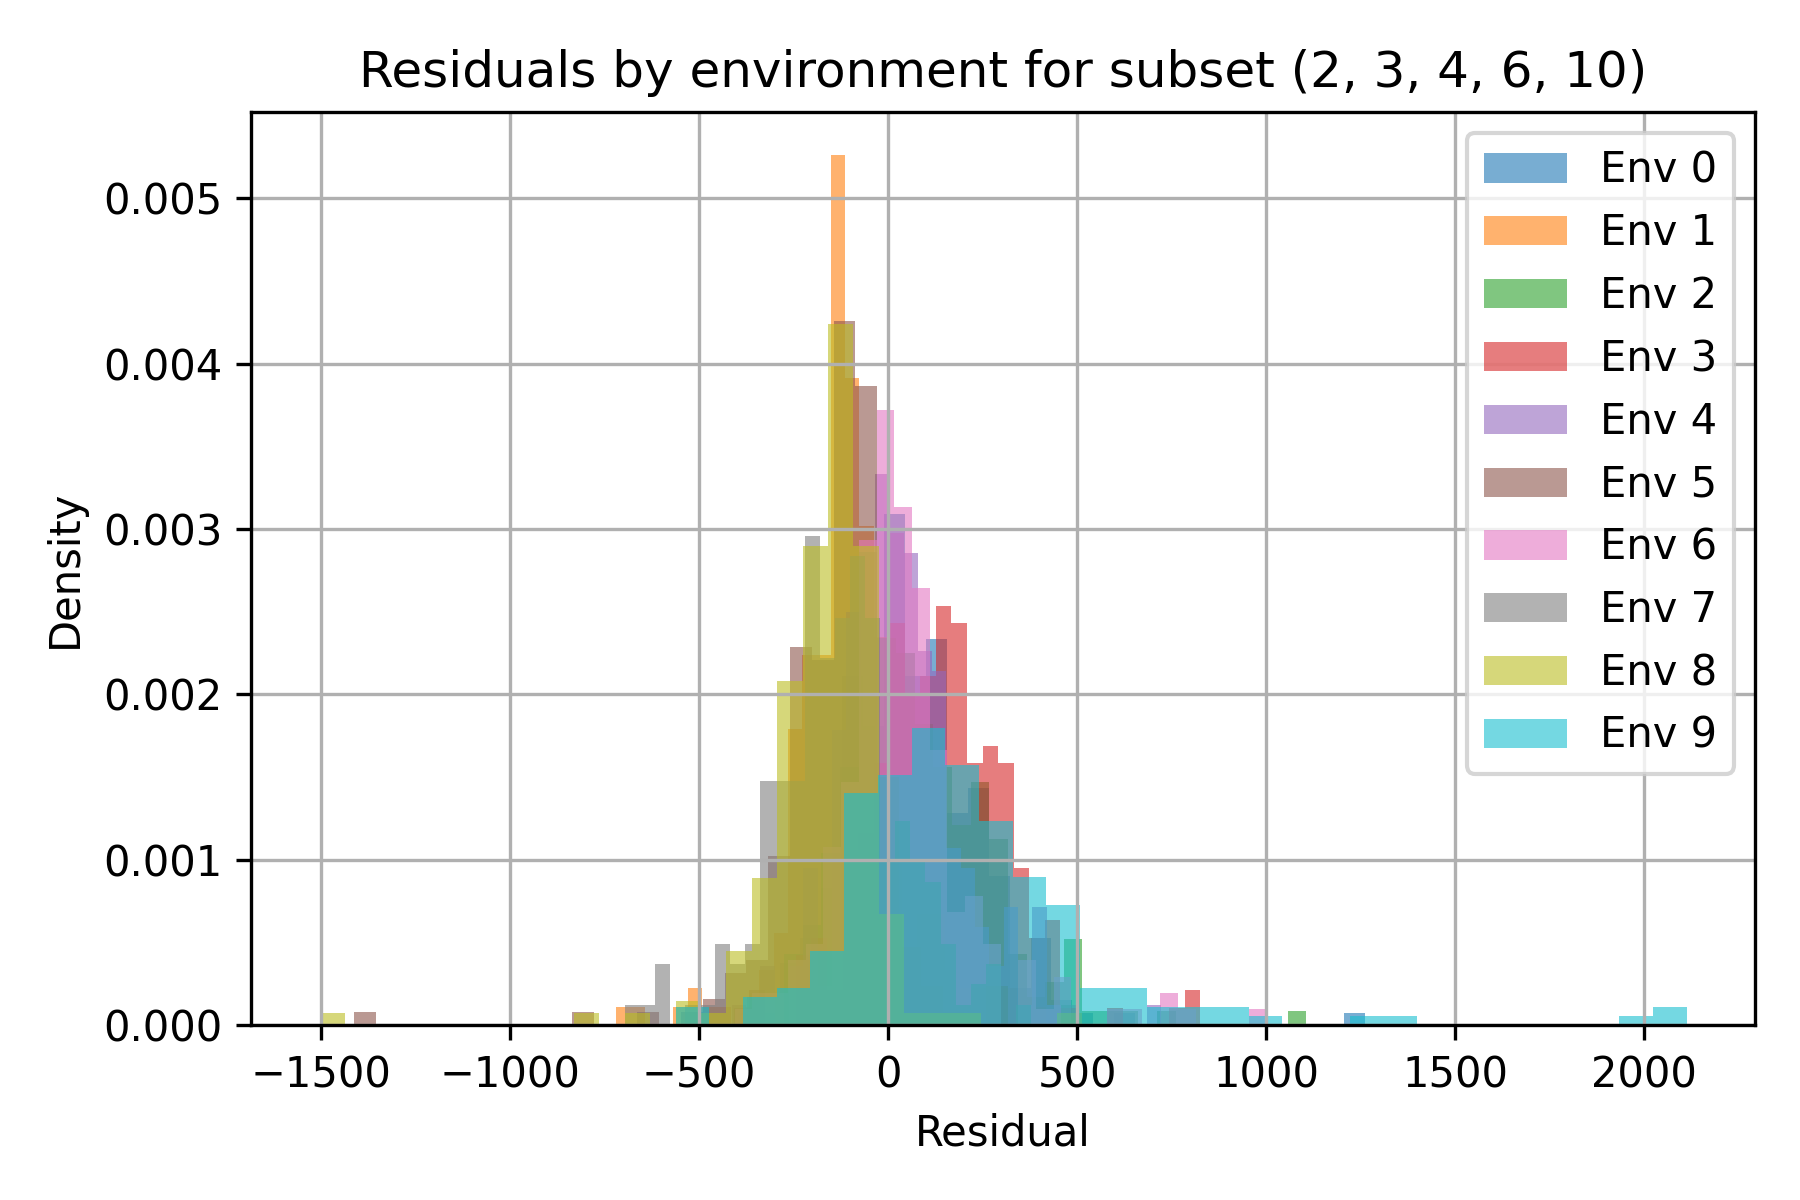 Residuals by environment for subset (2, 3, 4, 6, 10)
Density
0.005
0.004
0.003
0.002
0.001
0.000
Env 0
Env 1
Env 2
Env 3
Env 4
Env 5
Env 6
Env 7
Env 8
Env 9
−1500 −1000 −500 0 500 1000 1500 2000
Residual